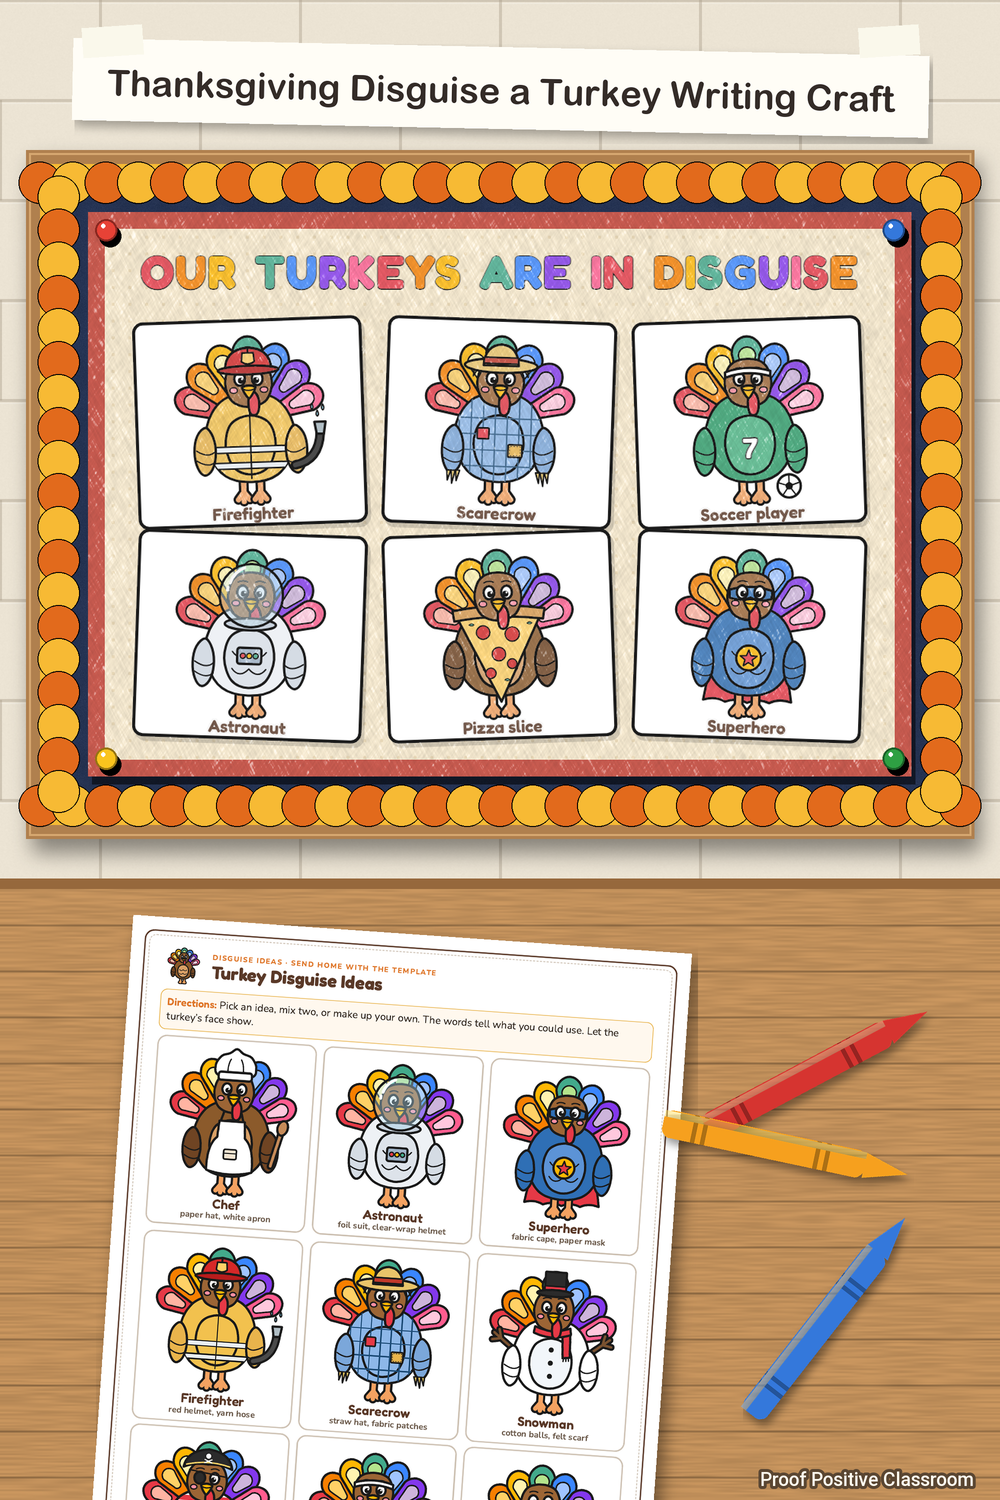 Thanksgiving Disguise a Turkey Writing Craft
OUR TURKEYS ARE IN DISGUISE
Firefighter
Scarecrow
7
Soccer player
Astronaut
Pizza slice
Superhero
DISGUISE IDEAS · SEND HOME WITH THE TEMPLATE
Turkey Disguise Ideas
Directions: Pick an idea, mix two, or make up your own. The words tell what you could use. Let the
turkey's face show.
Chef
paper hat, white apron
Astronaut
foil suit, clear-wrap helmet
Superhero
fabric cape, paper mask
Firefighter
red helmet, yarn hose
Scarecrow
straw hat, fabric patches
Snowman
cotton balls, felt scarf
Proof Positive Classroom